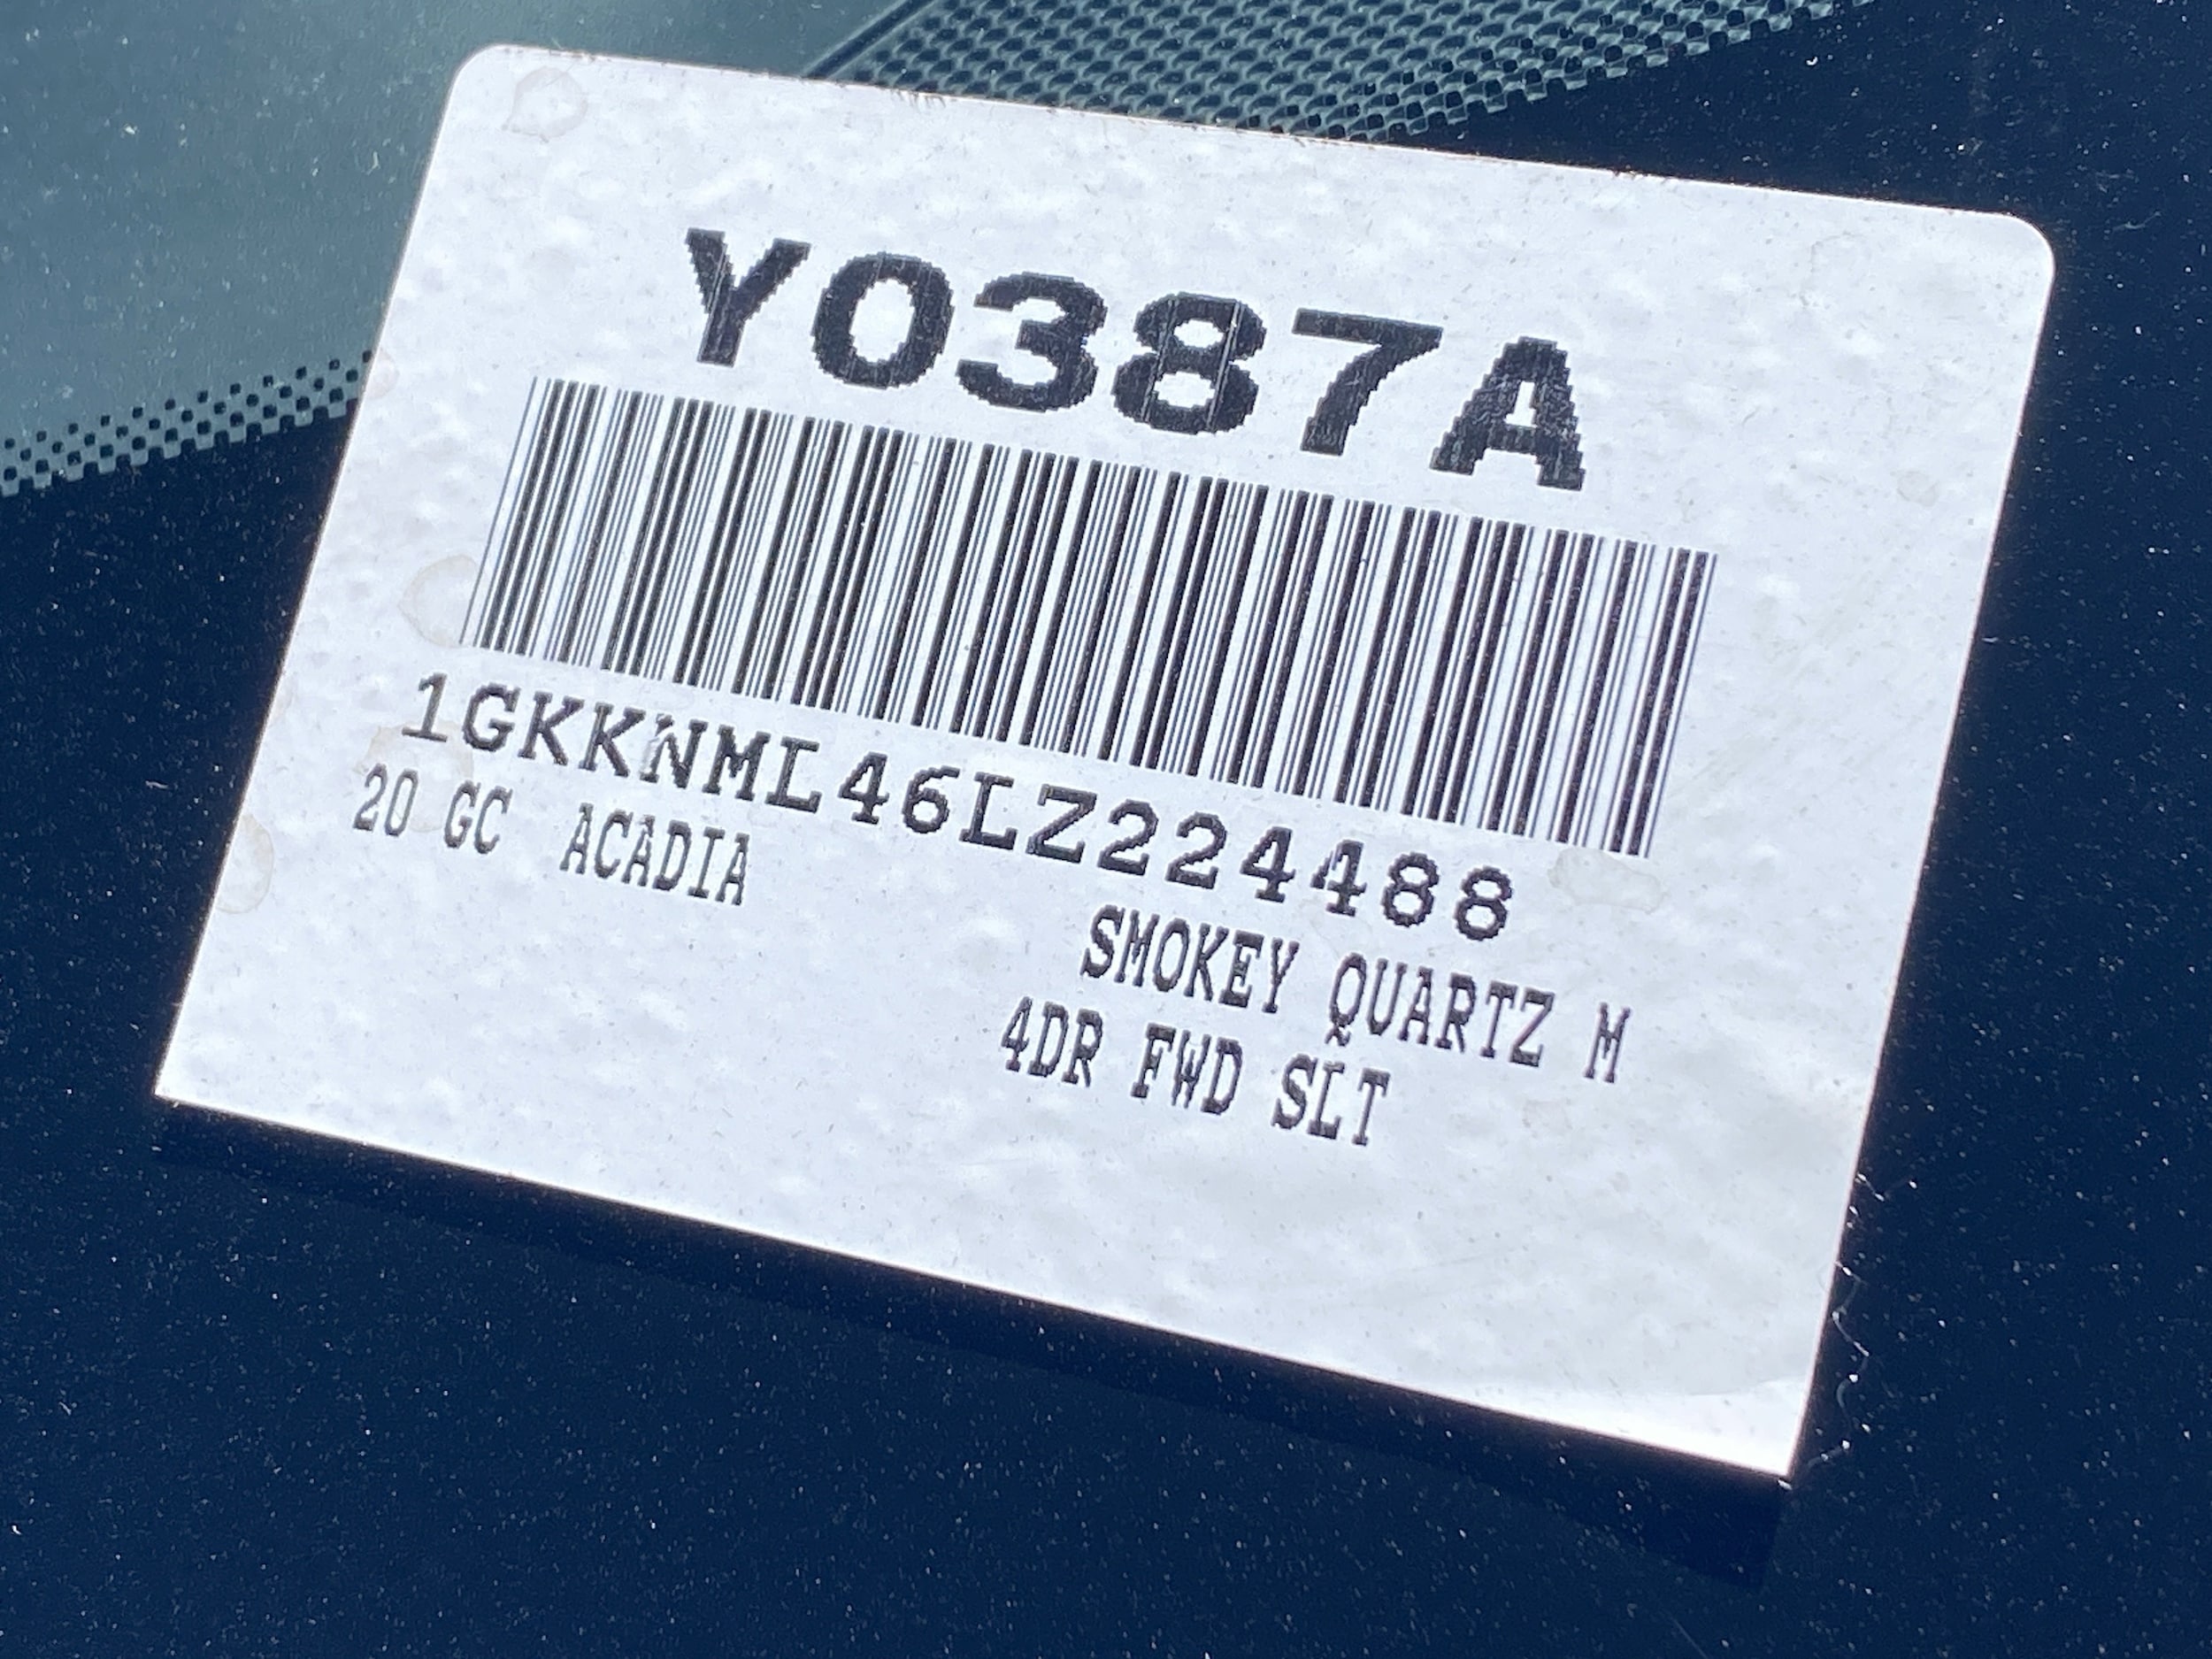 Y0387A
1GKKNML46LZ224488
20 GC ACADIA
SMOKEY QUARTZ M
4DR FWD SLT